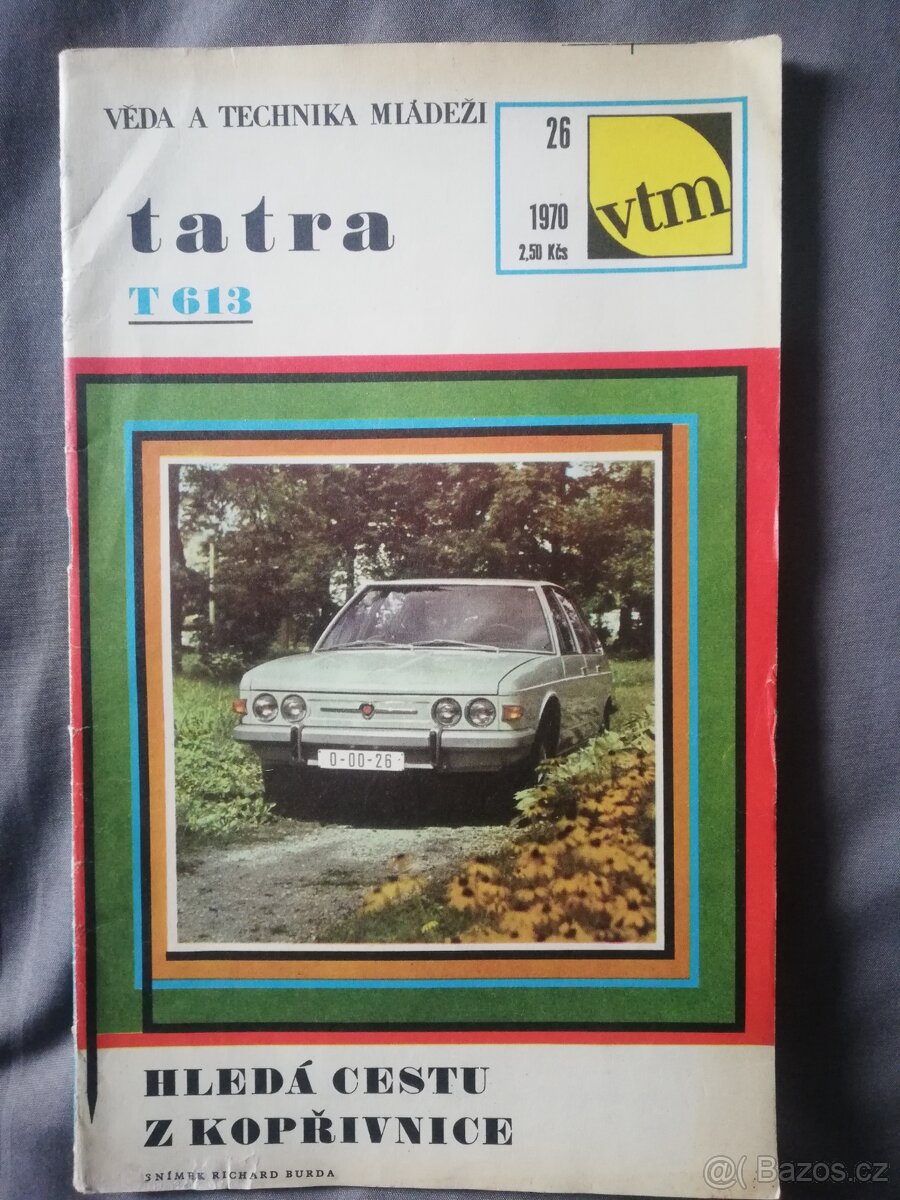 VĚDA A TECHNIKA MLÁDEŽI
26
1970
2,50 Kčs
vtm
tatra
T 613
0-00-26
HLEDÁ CESTU
Z KOPŘIVNICE
SNÍMEK RICHARD BURDA
@( Bazos.cz